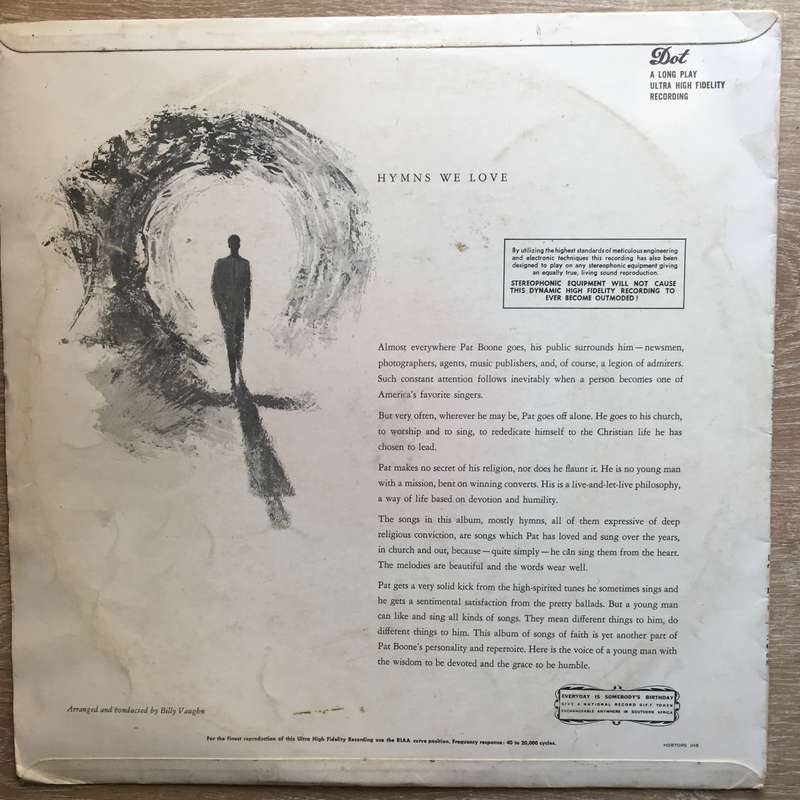 Dot
A LONG PLAY
ULTRA HIGH FIDELITY
RECORDING
HYMNS WE LOVE
By utilizing the highest standards of meticulous engineering
and electronic techniques this recording has also been
designed to play on any stereophonic equipment giving
an equally true, living sound reproduction.
STEREOPHONIC EQUIPMENT WILL NOT CAUSE
THIS DYNAMIC HIGH FIDELITY RECORDING TO
EVER BECOME OUTMODED!
Almost everywhere Pat Boone goes, his public surrounds him—newsmen,
photographers, agents, music publishers, and, of course, a legion of admirers.
Such constant attention follows inevitably when a person becomes one of
America's favorite singers.
But very often, wherever he may be, Pat goes off alone. He goes to his church,
to worship and to sing, to rededicate himself to the Christian life he has
chosen to lead.
Pat makes no secret of his religion, nor does he flaunt it. He is no young man
with a mission, bent on winning converts. His is a live-and-let-live philosophy,
a way of life based on devotion and humility.
The songs in this album, mostly hymns, all of them expressive of deep
religious conviction, are songs which Pat has loved and sung over the years,
in church and out, because—quite simply—he can sing them from the heart.
The melodies are beautiful and the words wear well.
Pat gets a very solid kick from the high-spirited tunes he sometimes sings and
he gets a sentimental satisfaction from the pretty ballads. But a young man
can like and sing all kinds of songs. They mean different things to him, do
different things to him. This album of songs of faith is yet another part of
Pat Boone's personality and repertoire. Here is the voice of a young man with
the wisdom to be devoted and the grace to be humble.
EVERYDAY IS SOMEBODY'S BIRTHDAY
GIVE A NATIONAL RECORD GIFT TOKEN
EXCHANGEABLE ANYWHERE IN SOUTHERN AFRICA
Arranged and conducted by Billy Vaughn
For the finest reproduction of this Ultra High Fidelity Recording use the RIAA curve position. Frequency response: 40 to 20,000 cycles.